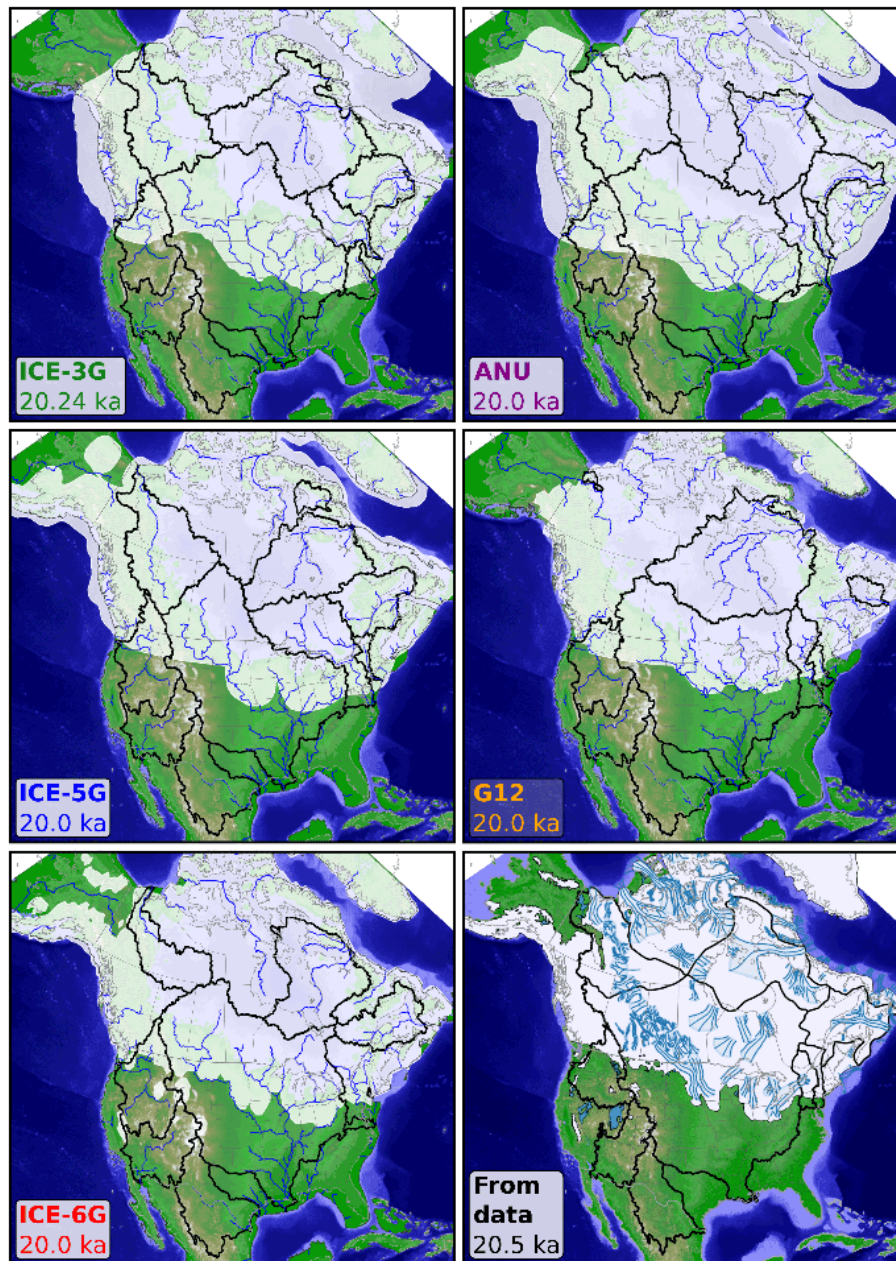 ICE-3G
20.24 ka
ANU
20.0 ka
ICE-5G
20.0 ka
G12
20.0 ka
ICE-6G
20.0 ka
From
data
20.5 ka